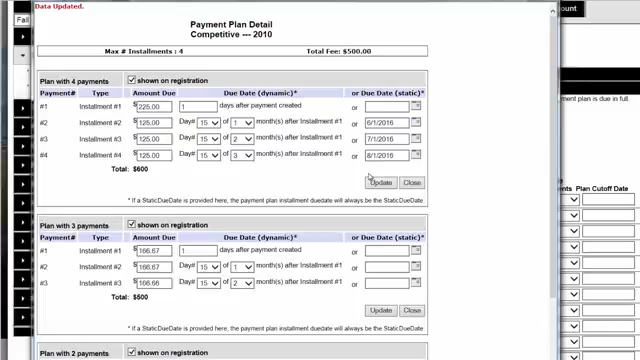 Data Updated.
Fall
ount
Payment Plan Detail
Competitive --- 2010
Max # Installments : 4 Total Fee: $500.00
Plan with 4 payments shown on registration
Payment# Type Amount Due Due Date (dynamic)* or Due Date (static)*
#1 Installment #1 $225.00 1 days after payment created or
#2 Installment #2 $125.00 Day# 15 of 1 month(s) after Installment #1 or 6/1/2016
#3 Installment #3 $125.00 Day# 15 of 2 month(s) after Installment #1 or 7/1/2016
#4 Installment #4 $125.00 Day# 15 of 3 month(s) after Installment #1 or 8/1/2016
Total: $600
Update Close
* If a StaticDueDate is provided here, the payment plan installment duedate will always be the StaticDueDate
Plan with 3 payments shown on registration
Payment# Type Amount Due Due Date (dynamic)* or Due Date (static)*
#1 Installment #1 $166.67 1 days after payment created or
#2 Installment #2 $166.67 Day# 15 of 1 month(s) after Installment #1 or
#3 Installment #3 $166.66 Day# 15 of 2 month(s) after Installment #1 or
Total: $500
Update Close
* If a StaticDueDate is provided here, the payment plan installment duedate will always be the StaticDueDate
Plan with 2 payments shown on registration
ment plan is due in full.
ents Plan Cutoff Date